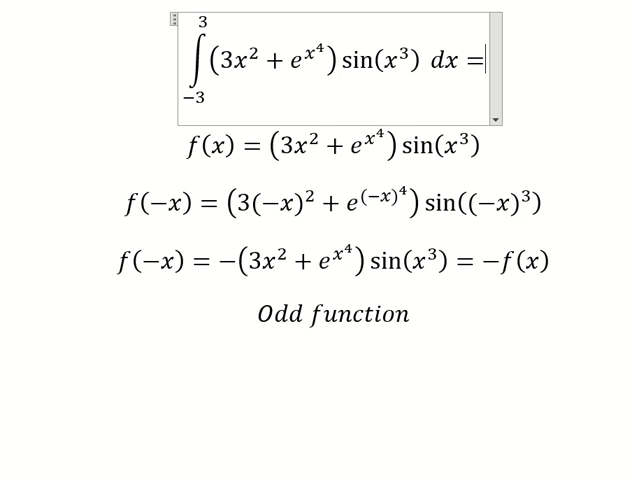 ∫_{-3}^{3} (3x² + e^{x⁴}) sin(x³) dx =
f(x) = (3x² + e^{x⁴}) sin(x³)
f(−x) = (3(−x)² + e^{(−x)⁴}) sin((−x)³)
f(−x) = −(3x² + e^{x⁴}) sin(x³) = −f(x)
Odd function